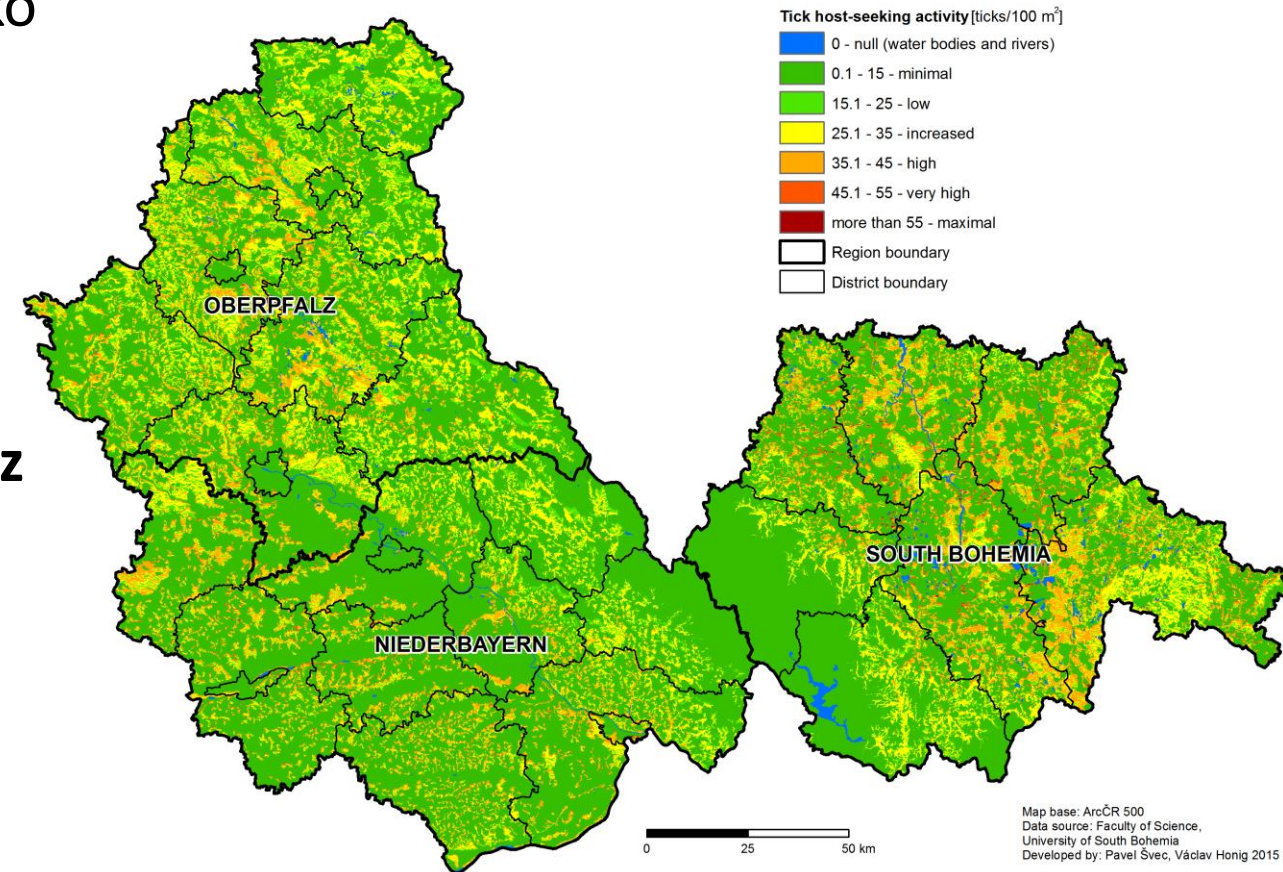 ko
z
Tick host-seeking activity [ticks/100 m²]
0 - null (water bodies and rivers)
0.1 - 15 - minimal
15.1 - 25 - low
25.1 - 35 - increased
35.1 - 45 - high
45.1 - 55 - very high
more than 55 - maximal
Region boundary
District boundary
OBERPFALZ
SOUTH BOHEMIA
NIEDERBAYERN
0 25 50 km
Map base: ArcČR 500
Data source: Faculty of Science,
University of South Bohemia
Developed by: Pavel Švec, Václav Honig 2015